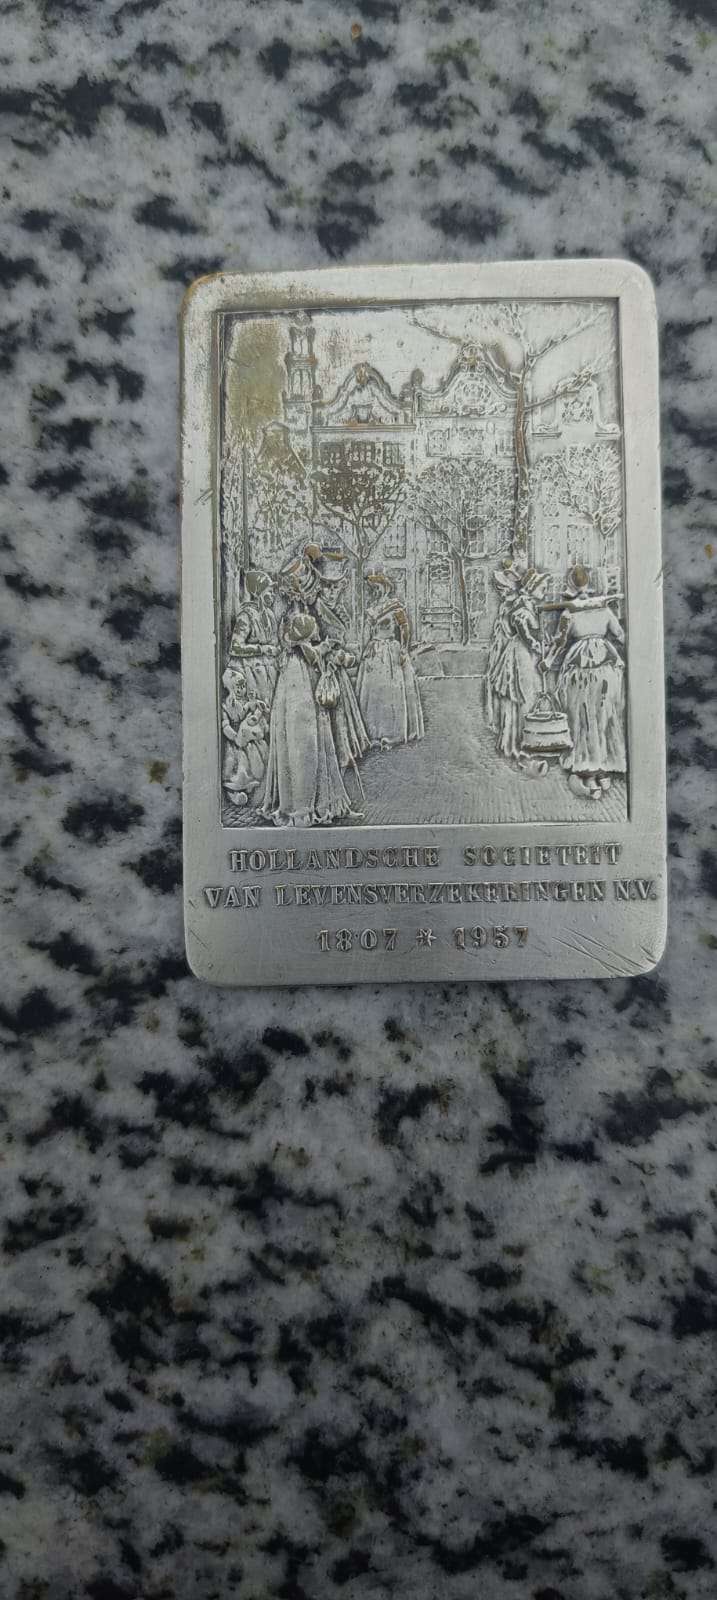 HOLLANDSCHE SOCIETEIT
VAN LEVENSVERZEKERINGEN N.V.
1807 * 1957